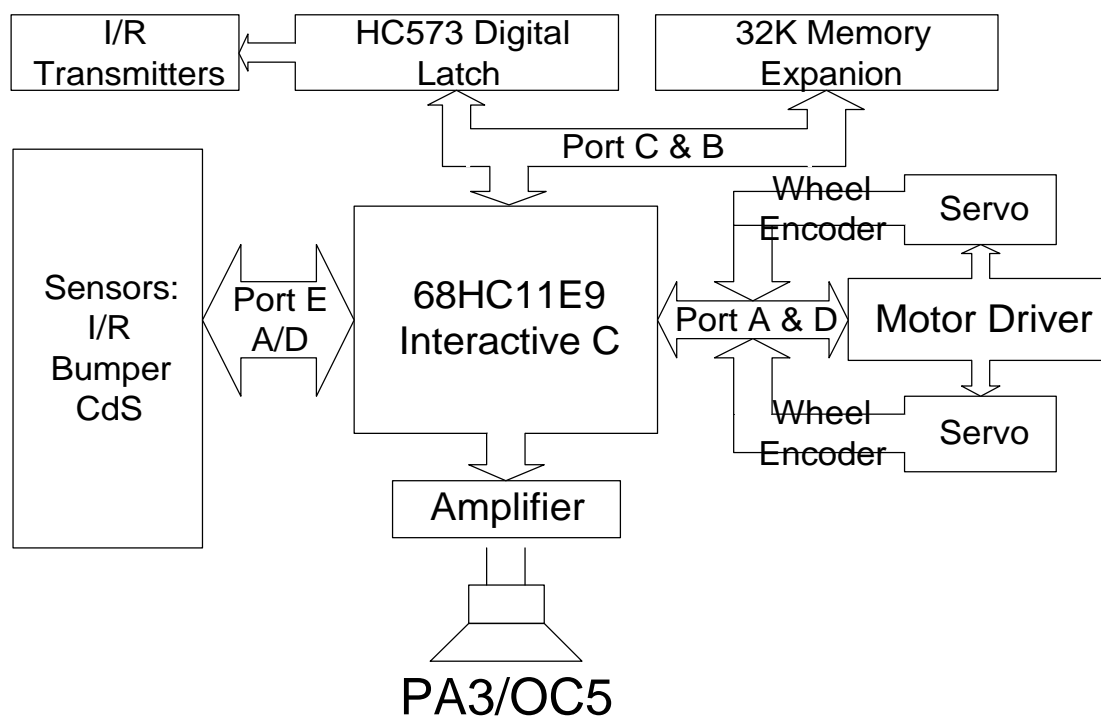 I/R
Transmitters
HC573 Digital
Latch
32K Memory
Expanion
Port C & B
Wheel
Encoder
Servo
Sensors:
I/R
Bumper
CdS
Port E
A/D
68HC11E9
Interactive C
Port A & D
Motor Driver
Wheel
Encoder
Servo
Amplifier
PA3/OC5